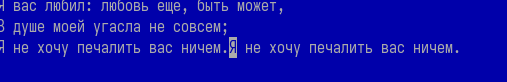 Я вас любил: любовь еще, быть может,
В душе моей угасла не совсем;
Я не хочу печалить вас ничем.Я не хочу печалить вас ничем.